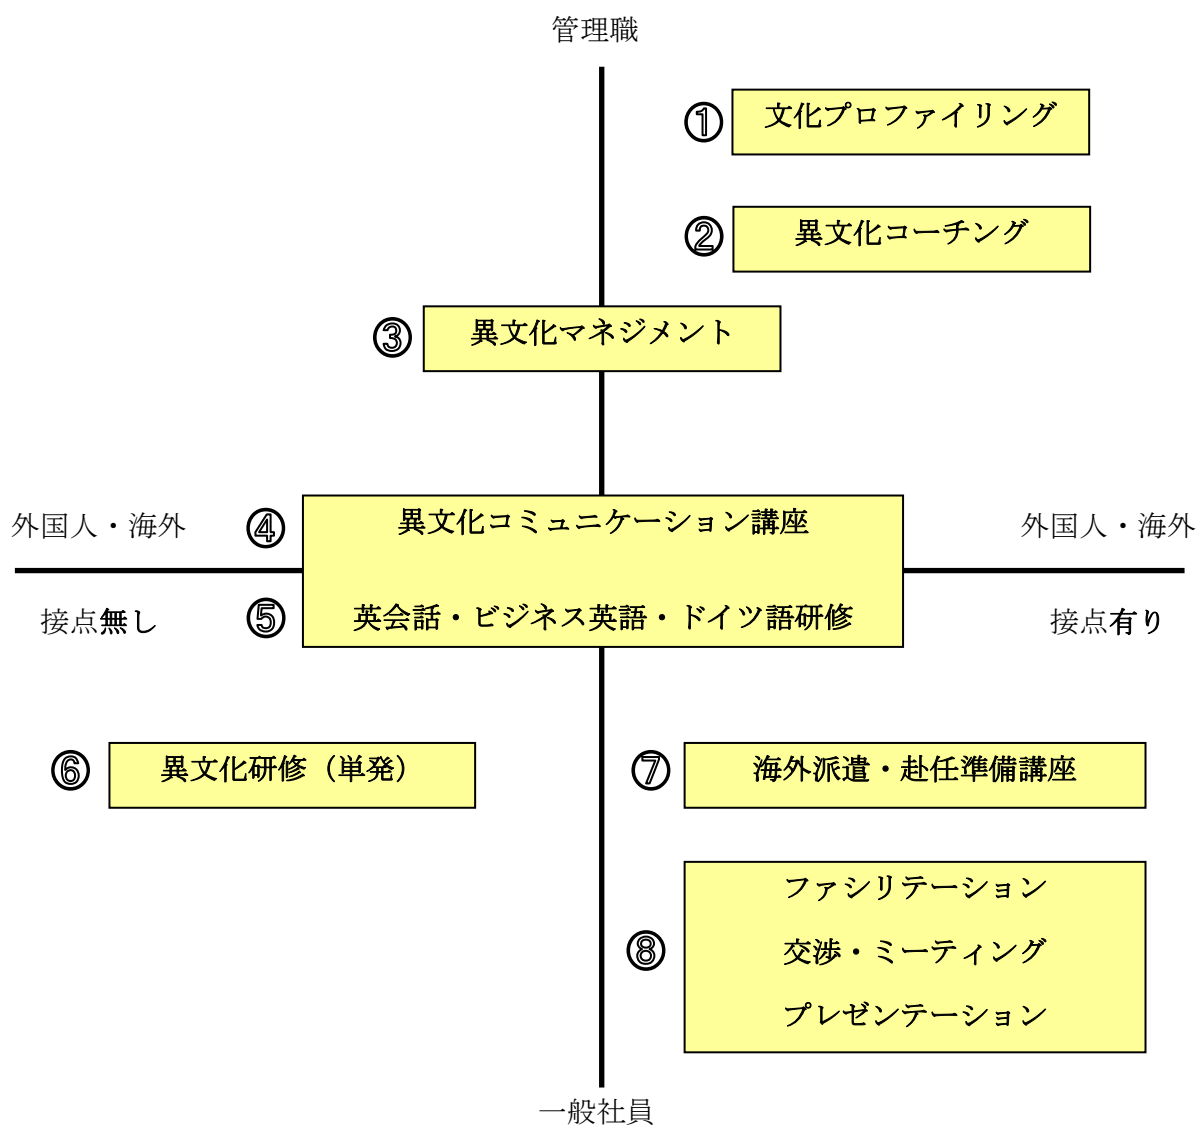 管理職
① 文化プロファイリング
② 異文化コーチング
③ 異文化マネジメント
外国人・海外
④ 異文化コミュニケーション講座
外国人・海外
接点無し
⑤ 英会話・ビジネス英語・ドイツ語研修
接点有り
⑥ 異文化研修（単発）
⑦ 海外派遣・赴任準備講座
⑧
ファシリテーション
交渉・ミーティング
プレゼンテーション
一般社員